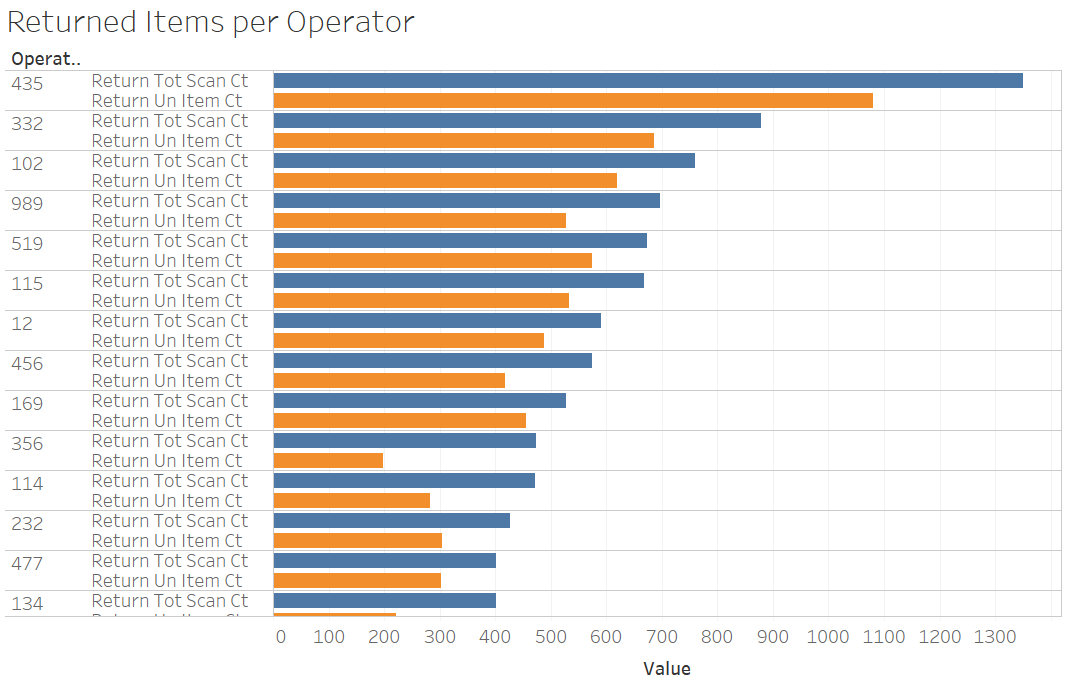 Returned Items per Operator
Operat..
435 Return Tot Scan Ct
Return Un Item Ct
332 Return Tot Scan Ct
Return Un Item Ct
102 Return Tot Scan Ct
Return Un Item Ct
989 Return Tot Scan Ct
Return Un Item Ct
519 Return Tot Scan Ct
Return Un Item Ct
115 Return Tot Scan Ct
Return Un Item Ct
12 Return Tot Scan Ct
Return Un Item Ct
456 Return Tot Scan Ct
Return Un Item Ct
169 Return Tot Scan Ct
Return Un Item Ct
356 Return Tot Scan Ct
Return Un Item Ct
114 Return Tot Scan Ct
Return Un Item Ct
232 Return Tot Scan Ct
Return Un Item Ct
477 Return Tot Scan Ct
Return Un Item Ct
134 Return Tot Scan Ct
0 100 200 300 400 500 600 700 800 900 1000 1100 1200 1300
Value